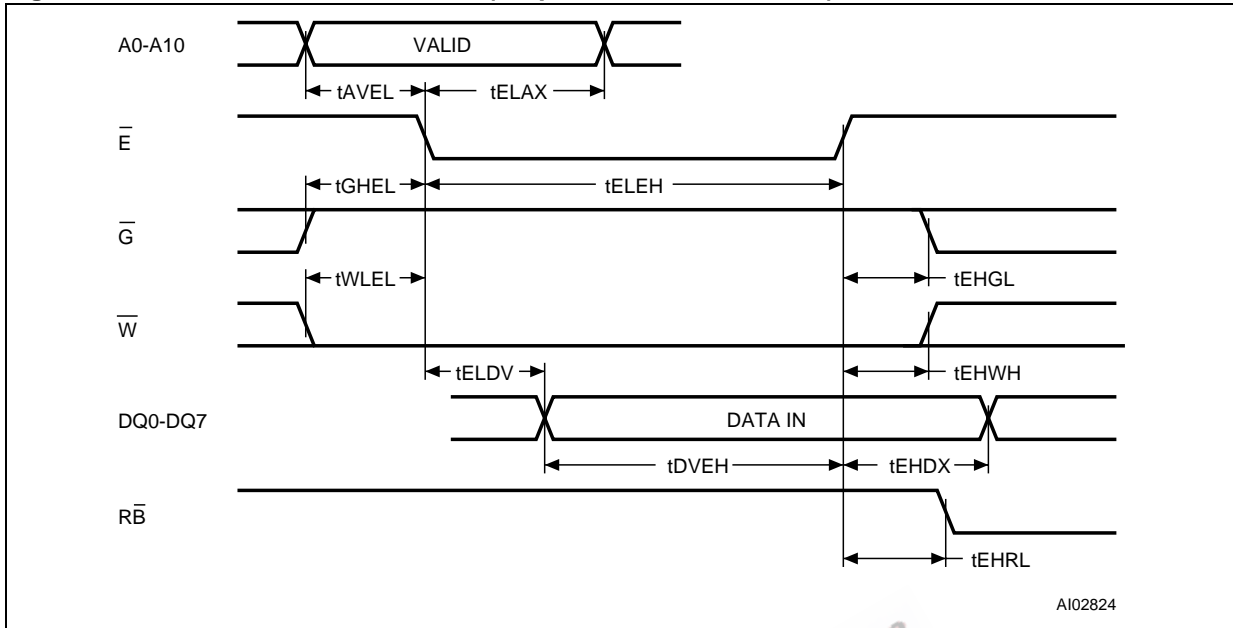 A0-A10
VALID
tAVEL
tELAX
E̅
tGHEL
tELEH
G̅
tWLEL
tEHGL
W̅
tELDV
tEHWH
DQ0-DQ7
DATA IN
tDVEH
tEHDX
RB̅
tEHRL
AI02824